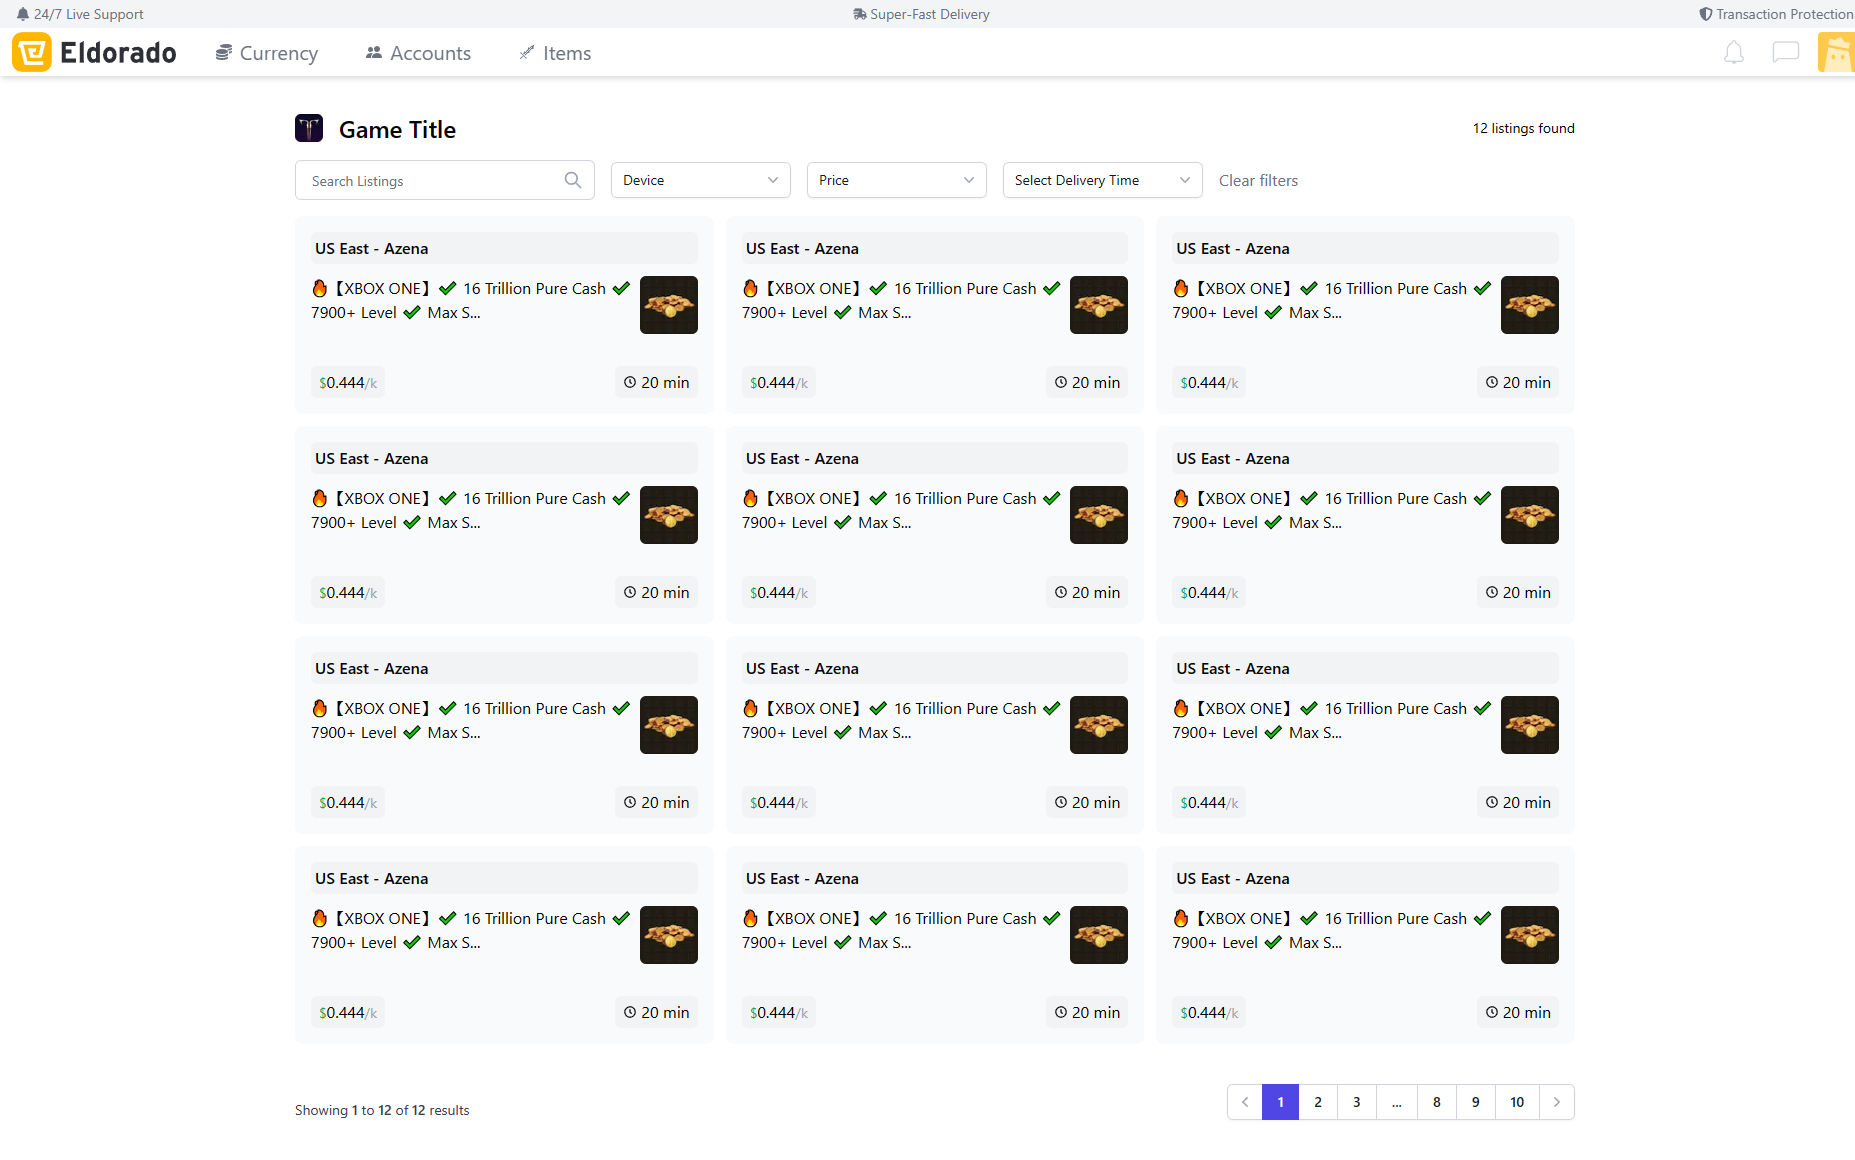 24/7 Live Support
Super-Fast Delivery
Transaction Protection
Eldorado
Currency
Accounts
Items
Game Title
12 listings found
Search Listings
Device
Price
Select Delivery Time
Clear filters
US East - Azena
🔥【XBOX ONE】✔ 16 Trillion Pure Cash ✔
7900+ Level ✔ Max S...
$0.444/k
20 min
US East - Azena
🔥【XBOX ONE】✔ 16 Trillion Pure Cash ✔
7900+ Level ✔ Max S...
$0.444/k
20 min
US East - Azena
🔥【XBOX ONE】✔ 16 Trillion Pure Cash ✔
7900+ Level ✔ Max S...
$0.444/k
20 min
US East - Azena
🔥【XBOX ONE】✔ 16 Trillion Pure Cash ✔
7900+ Level ✔ Max S...
$0.444/k
20 min
US East - Azena
🔥【XBOX ONE】✔ 16 Trillion Pure Cash ✔
7900+ Level ✔ Max S...
$0.444/k
20 min
US East - Azena
🔥【XBOX ONE】✔ 16 Trillion Pure Cash ✔
7900+ Level ✔ Max S...
$0.444/k
20 min
US East - Azena
🔥【XBOX ONE】✔ 16 Trillion Pure Cash ✔
7900+ Level ✔ Max S...
$0.444/k
20 min
US East - Azena
🔥【XBOX ONE】✔ 16 Trillion Pure Cash ✔
7900+ Level ✔ Max S...
$0.444/k
20 min
US East - Azena
🔥【XBOX ONE】✔ 16 Trillion Pure Cash ✔
7900+ Level ✔ Max S...
$0.444/k
20 min
US East - Azena
🔥【XBOX ONE】✔ 16 Trillion Pure Cash ✔
7900+ Level ✔ Max S...
$0.444/k
20 min
US East - Azena
🔥【XBOX ONE】✔ 16 Trillion Pure Cash ✔
7900+ Level ✔ Max S...
$0.444/k
20 min
US East - Azena
🔥【XBOX ONE】✔ 16 Trillion Pure Cash ✔
7900+ Level ✔ Max S...
$0.444/k
20 min
Showing 1 to 12 of 12 results
1 2 3 ... 8 9 10